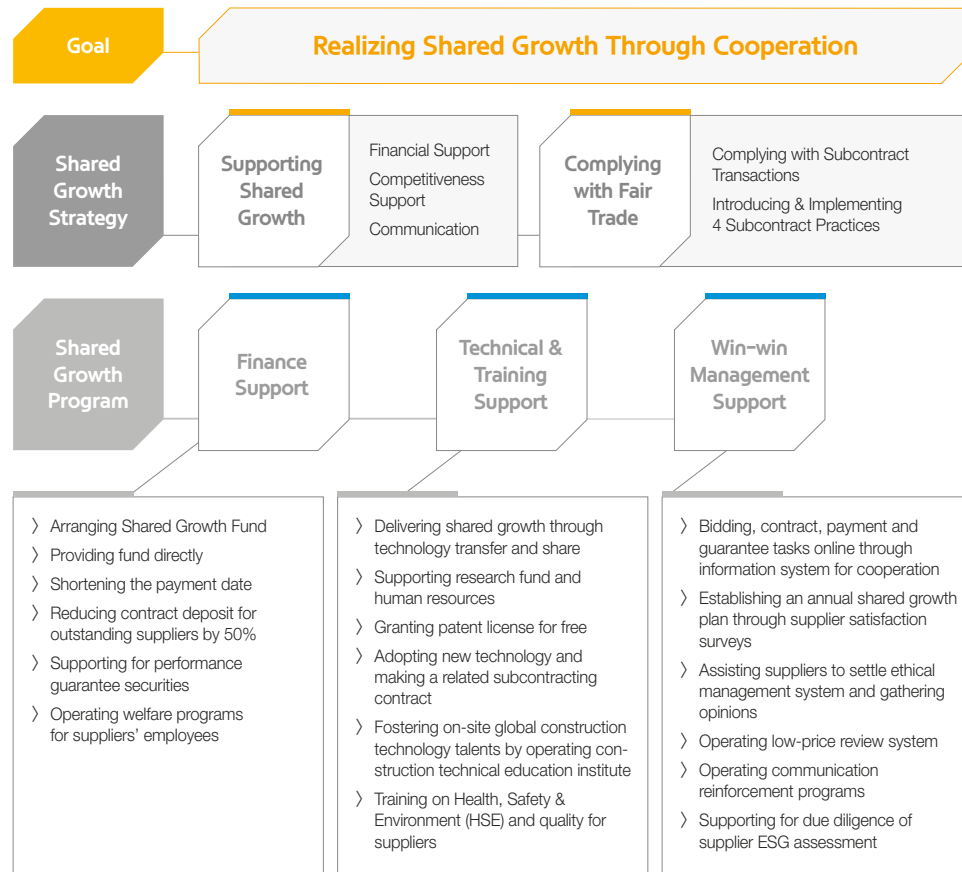 Goal
Realizing Shared Growth Through Cooperation
Shared
Growth
Strategy
Supporting
Shared
Growth
Financial Support
Competitiveness
Support
Communication
Complying
with Fair
Trade
Complying with Subcontract
Transactions
Introducing & Implementing
4 Subcontract Practices
Shared
Growth
Program
Finance
Support
Technical &
Training
Support
Win-win
Management
Support
〉 Arranging Shared Growth Fund
〉 Providing fund directly
〉 Shortening the payment date
〉 Reducing contract deposit for
outstanding suppliers by 50%
〉 Supporting for performance
guarantee securities
〉 Operating welfare programs
for suppliers’ employees
〉 Delivering shared growth through
technology transfer and share
〉 Supporting research fund and
human resources
〉 Granting patent license for free
〉 Adopting new technology and
making a related subcontracting
contract
〉 Fostering on-site global construction
technology talents by operating con-
struction technical education institute
〉 Training on Health, Safety &
Environment (HSE) and quality for
suppliers
〉 Bidding, contract, payment and
guarantee tasks online through
information system for cooperation
〉 Establishing an annual shared growth
plan through supplier satisfaction
surveys
〉 Assisting suppliers to settle ethical
management system and gathering
opinions
〉 Operating low-price review system
〉 Operating communication
reinforcement programs
〉 Supporting for due diligence of
supplier ESG assessment